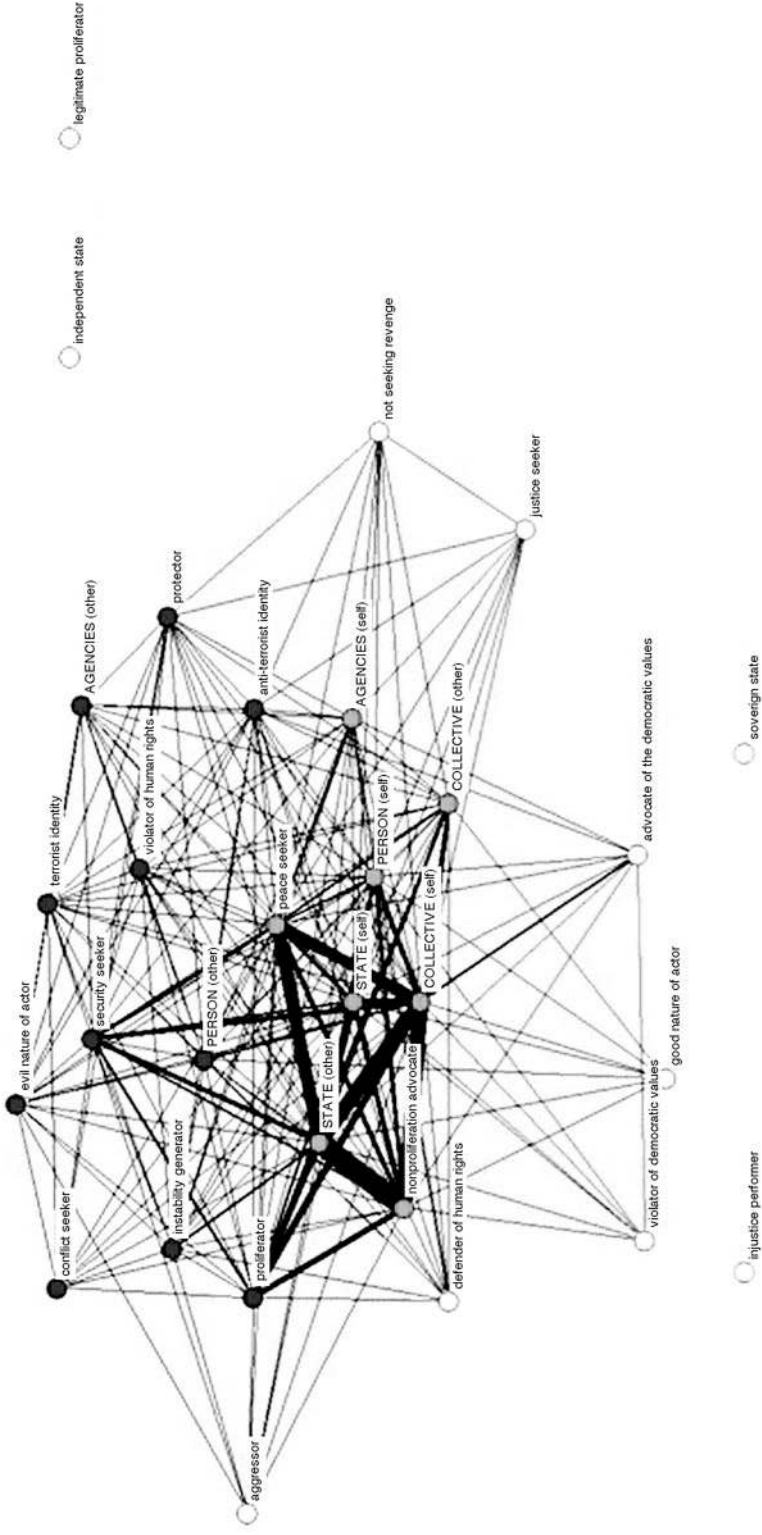 legitimate proliferator
independent state
not seeking revenge
justice seeker
AGENCIES (other)
protector
anti-terrorist identity
AGENCIES (self)
COLLECTIVE (other)
terrorist identity
violator of human rights
peace seeker
PERSON (self)
advocate of the democratic values
soverign state
evil nature of actor
security seeker
PERSON (other)
STATE (self)
COLLECTIVE (self)
STATE (other)
nonproliferation advocate
good nature of actor
conflict seeker
instability generator
proliferator
defender of human rights
violator of democratic values
injustice performer
aggressor